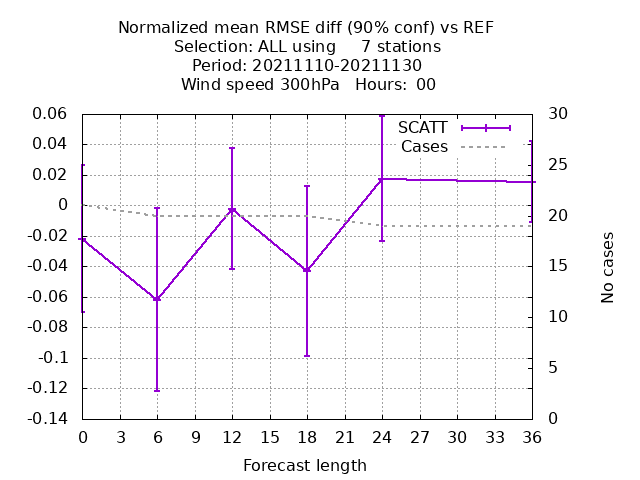 Normalized mean RMSE diff (90% conf) vs REF
Selection: ALL using     7 stations
Period: 20211110-20211130
Wind speed 300hPa   Hours: 00
SCATT
Cases
0.06
0.04
0.02
0
-0.02
-0.04
-0.06
-0.08
-0.1
-0.12
-0.14
30
25
20
15
10
5
0
No cases
0 3 6 9 12 15 18 21 24 27 30 33 36
Forecast length